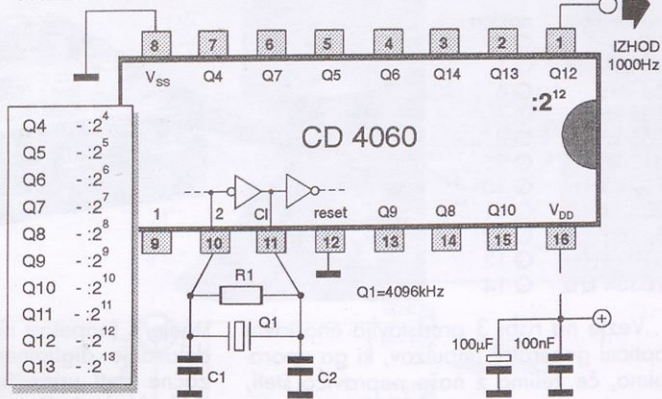 8 7 6 5 4 3 2 1
IZHOD
1000Hz
VSS Q4 Q7 Q5 Q6 Q14 Q13 Q12
:2¹²
CD 4060
Q4 -:2⁴
Q5 -:2⁵
Q6 -:2⁶
Q7 -:2⁷
Q8 -:2⁸
Q9 -:2⁹
Q10 -:2¹⁰
Q11 -:2¹¹
Q12 -:2¹²
Q13 -:2¹³
1 2 CI reset Q9 Q8 Q10 VDD
9 10 11 12 13 14 15 16
R1
Q1=4096kHz
Q1
C1 C2
100µF 100nF
+